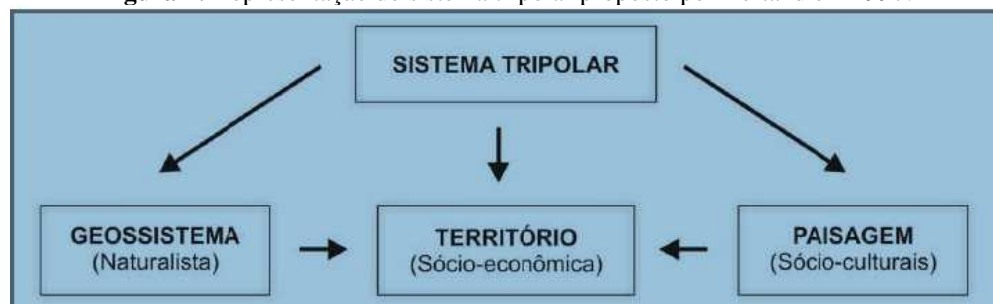 SISTEMA TRIPOLAR
GEOSSISTEMA
(Naturalista)
TERRITÓRIO
(Sócio-econômica)
PAISAGEM
(Sócio-culturais)